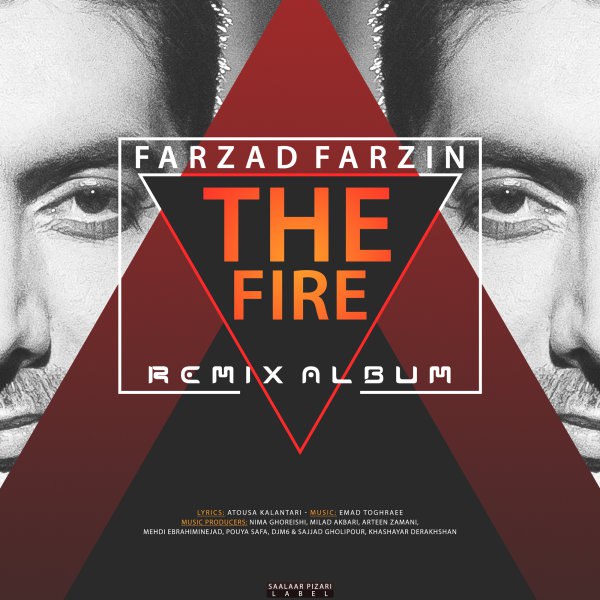 FARZAD FARZIN
THE
FIRE
REMIX ALBUM
LYRICS: ATOUSA KALANTARI - MUSIC: EMAD TOGHRAEE
MUSIC PRODUCERS: NIMA GHOREISHI, MILAD AKBARI, ARTEEN ZAMANI,
MEHDI EBRAHIMINEJAD, POUYA SAFA, DJM6 & SAJJAD GHOLIPOUR, KHASHAYAR DERAKHSHAN
SAALAAR PIZARI
LABEL